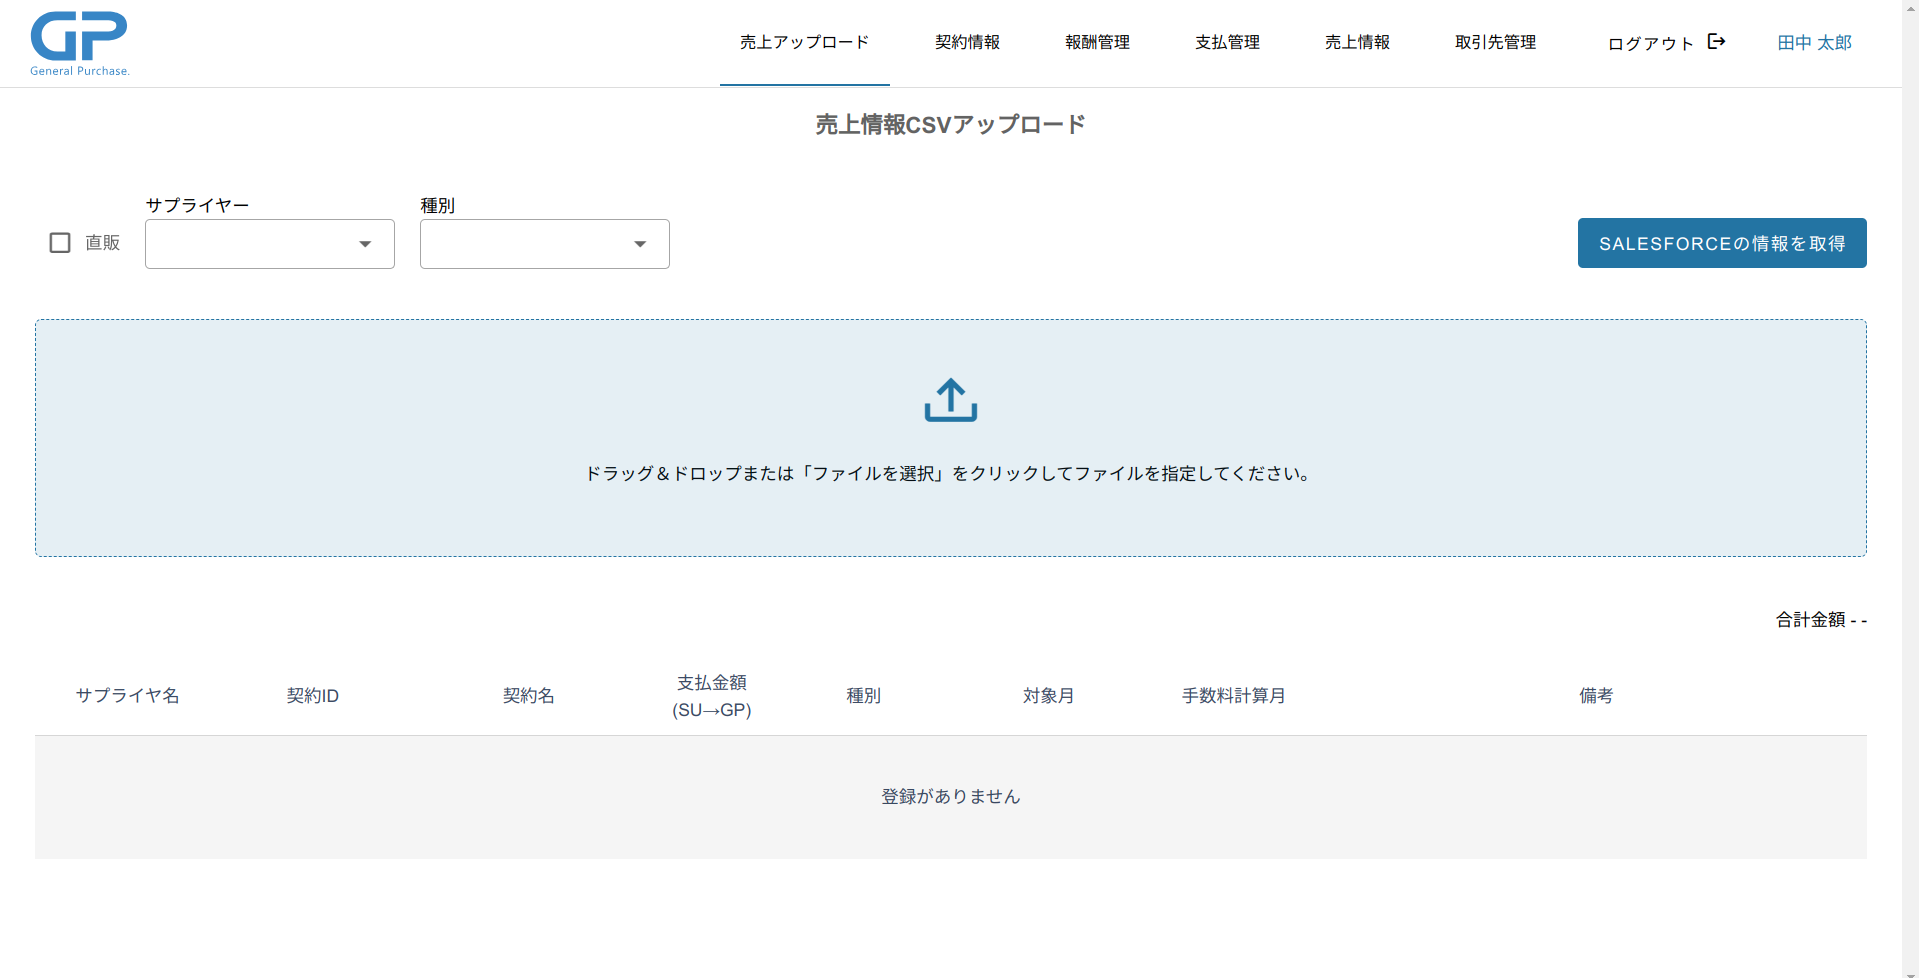 GP
General Purchase.
売上アップロード 契約情報 報酬管理 支払管理 売上情報 取引先管理 ログアウト 田中 太郎
売上情報CSVアップロード
サプライヤー 種別
直販
SALESFORCEの情報を取得
ドラッグ＆ドロップまたは「ファイルを選択」をクリックしてファイルを指定してください。
合計金額 - -
サプライヤ名 契約ID 契約名 支払金額 種別 対象月 手数料計算月 備考
(SU→GP)
登録がありません